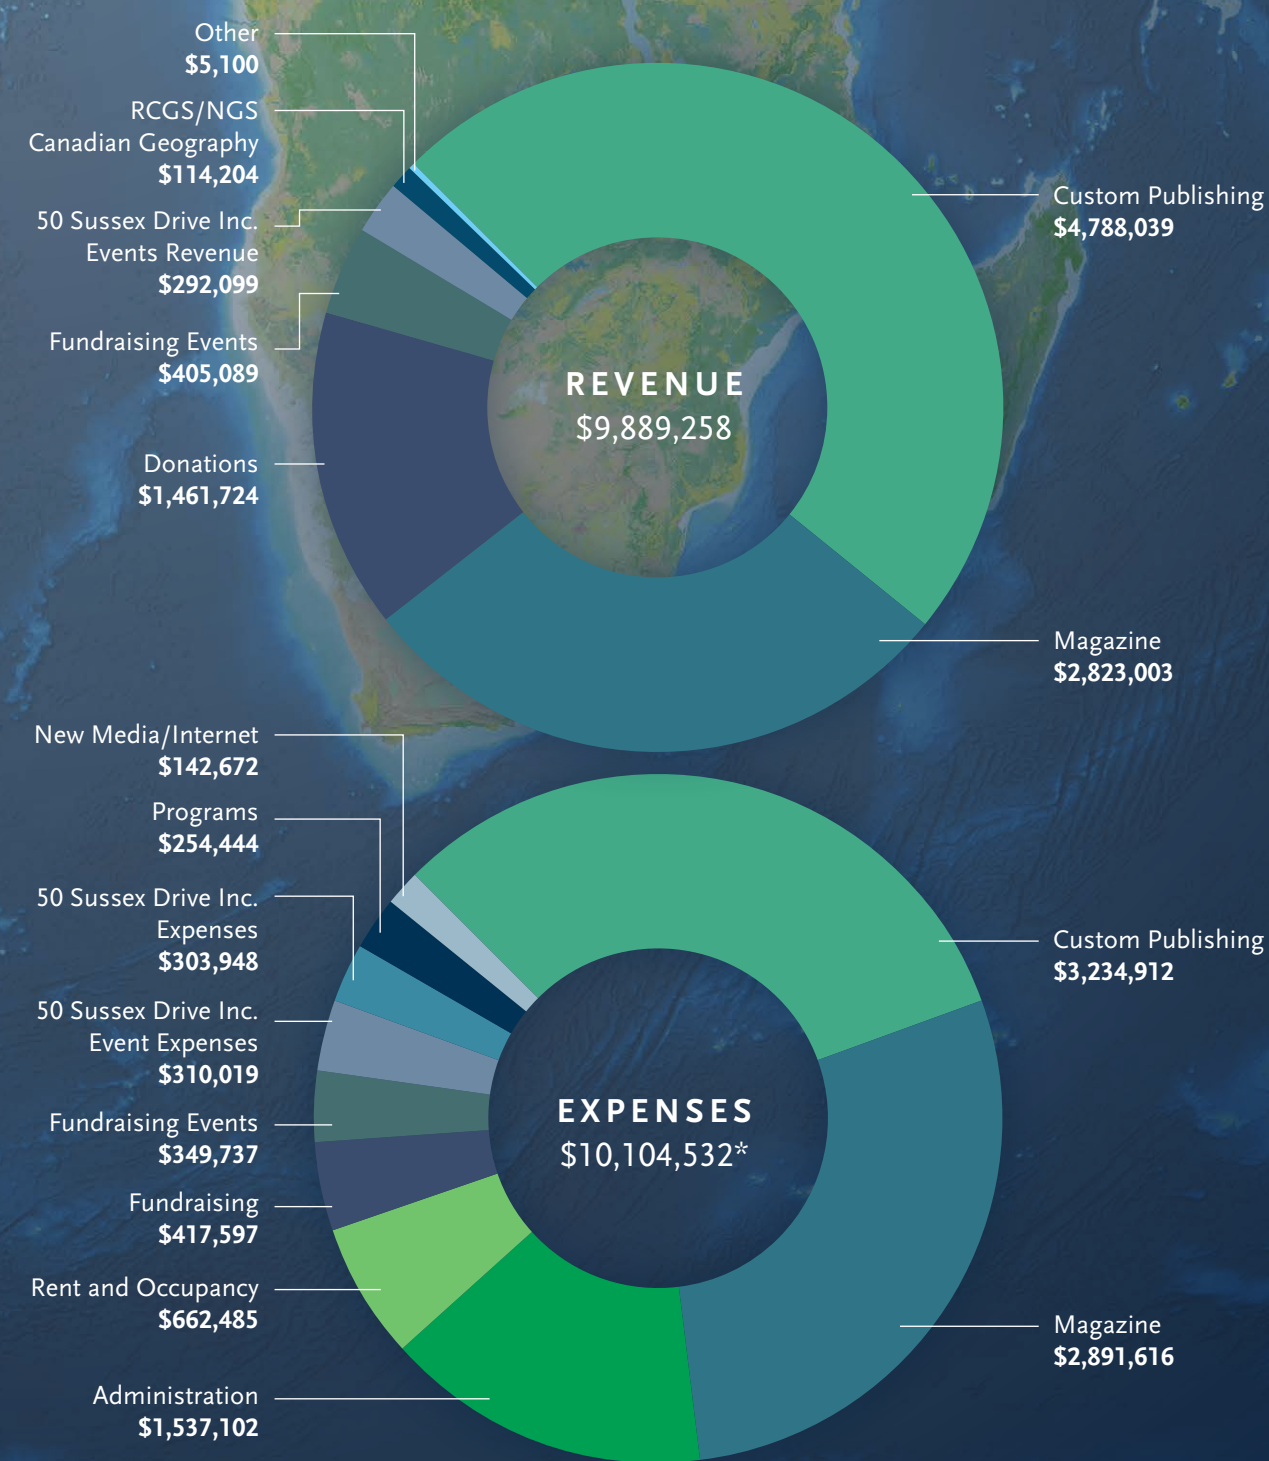 Other
$5,100
RCGS/NGS
Canadian Geography
$114,204
50 Sussex Drive Inc.
Events Revenue
$292,099
Fundraising Events
$405,089
Donations
$1,461,724
REVENUE
$9,889,258
Custom Publishing
$4,788,039
Magazine
$2,823,003
New Media/Internet
$142,672
Programs
$254,444
50 Sussex Drive Inc.
Expenses
$303,948
50 Sussex Drive Inc.
Event Expenses
$310,019
Fundraising Events
$349,737
Fundraising
$417,597
Rent and Occupancy
$662,485
Administration
$1,537,102
EXPENSES
$10,104,532*
Custom Publishing
$3,234,912
Magazine
$2,891,616